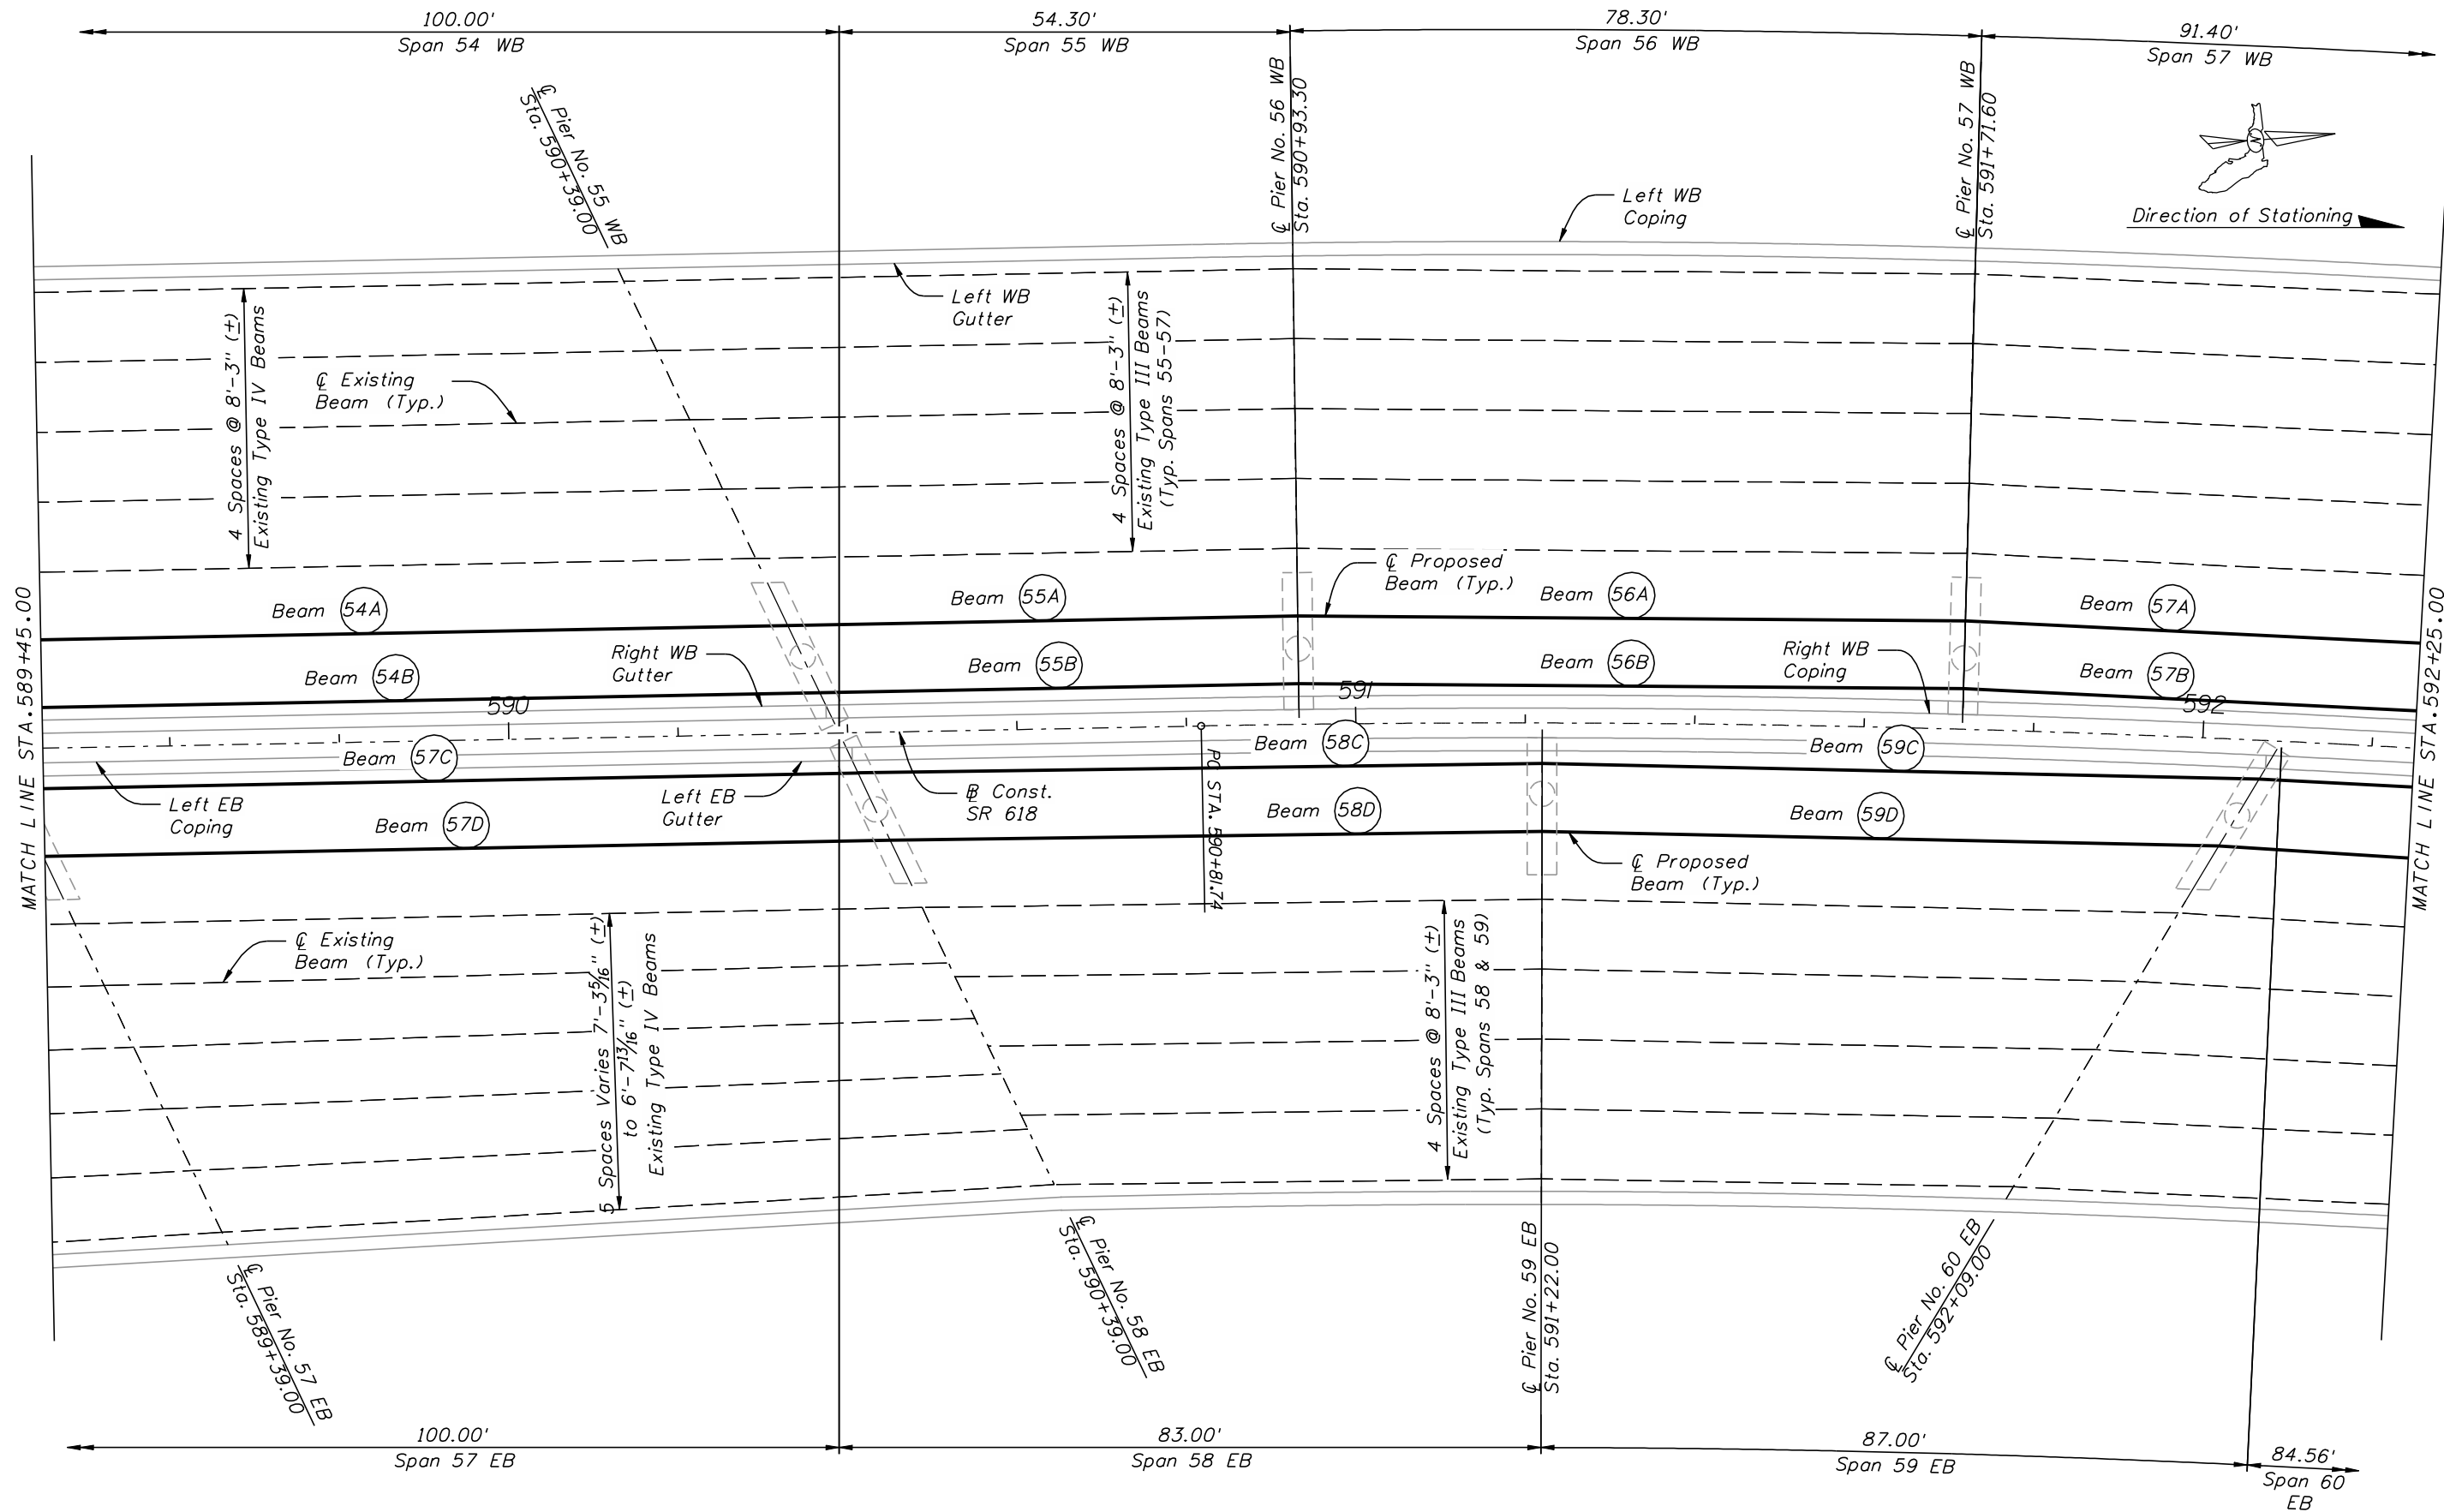 100.00'
Span 54 WB
54.30'
Span 55 WB
78.30'
Span 56 WB
91.40'
Span 57 WB
℄ Pier No. 55 WB
Sta. 590+39.00
℄ Pier No. 56 WB
Sta. 590+93.30
℄ Pier No. 57 WB
Sta. 591+71.60
N
Direction of Stationing
Left WB
Coping
Left WB
Gutter
4 Spaces @ 8'-3" (±)
Existing Type IV Beams
℄ Existing
Beam (Typ.)
4 Spaces @ 8'-3" (±)
Existing Type III Beams
(Typ. Spans 55-57)
℄ Proposed
Beam (Typ.)
MATCH LINE STA. 589+45.00
MATCH LINE STA. 592+25.00
Beam 54A
Beam 55A
Beam 56A
Beam 57A
Beam 54B
Right WB
Gutter
Beam 55B
Beam 56B
Right WB
Coping
Beam 57B
590
591
592
Beam 57C
Beam 58C
Beam 59C
PC STA. 590+81.74
Left EB
Coping
Beam 57D
Left EB
Gutter
B Const.
SR 618
Beam 58D
Beam 59D
℄ Proposed
Beam (Typ.)
℄ Existing
Beam (Typ.)
5 Spaces Varies 7'-3 5/16" (±)
to 6'-7 13/16" (±)
Existing Type IV Beams
4 Spaces @ 8'-3" (±)
Existing Type III Beams
(Typ. Spans 58 & 59)
℄ Pier No. 57 EB
Sta. 589+39.00
℄ Pier No. 58 EB
Sta. 590+39.00
℄ Pier No. 59 EB
Sta. 591+22.00
℄ Pier No. 60 EB
Sta. 592+09.00
100.00'
Span 57 EB
83.00'
Span 58 EB
87.00'
Span 59 EB
84.56'
Span 60
EB